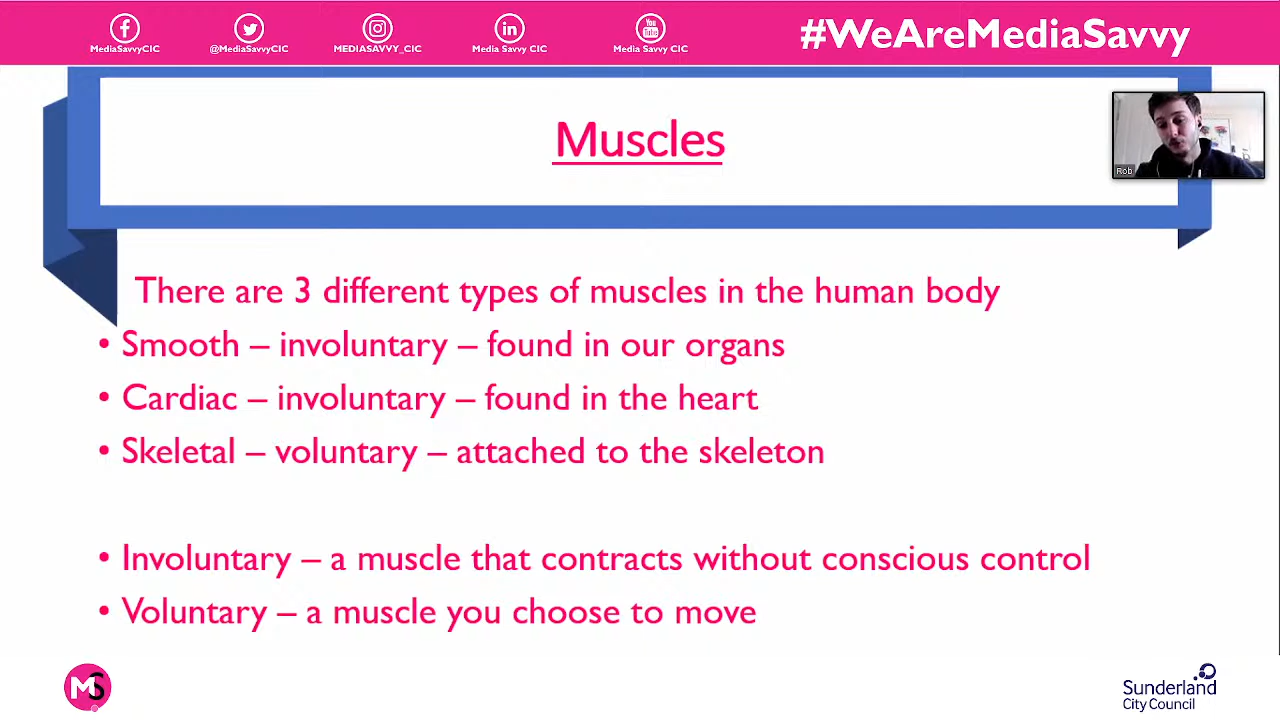 MediaSavvyCIC
@MediaSavvyCIC
MEDIASAVVY_CIC
Media Savvy CIC
Media Savvy CIC
#WeAreMediaSavvy
Muscles
Rob
There are 3 different types of muscles in the human body
• Smooth – involuntary – found in our organs
• Cardiac – involuntary – found in the heart
• Skeletal – voluntary – attached to the skeleton
• Involuntary – a muscle that contracts without conscious control
• Voluntary – a muscle you choose to move
MS
Sunderland
City Council